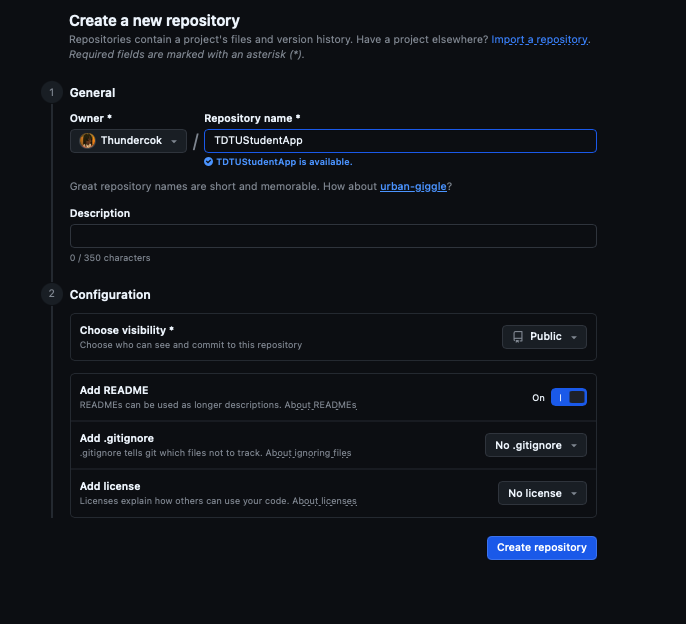 Create a new repository
Repositories contain a project's files and version history. Have a project elsewhere? Import a repository.
Required fields are marked with an asterisk (*).
1
General
Owner *
Repository name *
Thundercok
/
TDTUStudentApp
TDTUStudentApp is available.
Great repository names are short and memorable. How about urban-giggle?
Description
0 / 350 characters
2
Configuration
Choose visibility *
Choose who can see and commit to this repository
Public
Add README
READMEs can be used as longer descriptions. About READMEs
On
Add .gitignore
.gitignore tells git which files not to track. About ignoring files
No .gitignore
Add license
Licenses explain how others can use your code. About licenses
No license
Create repository